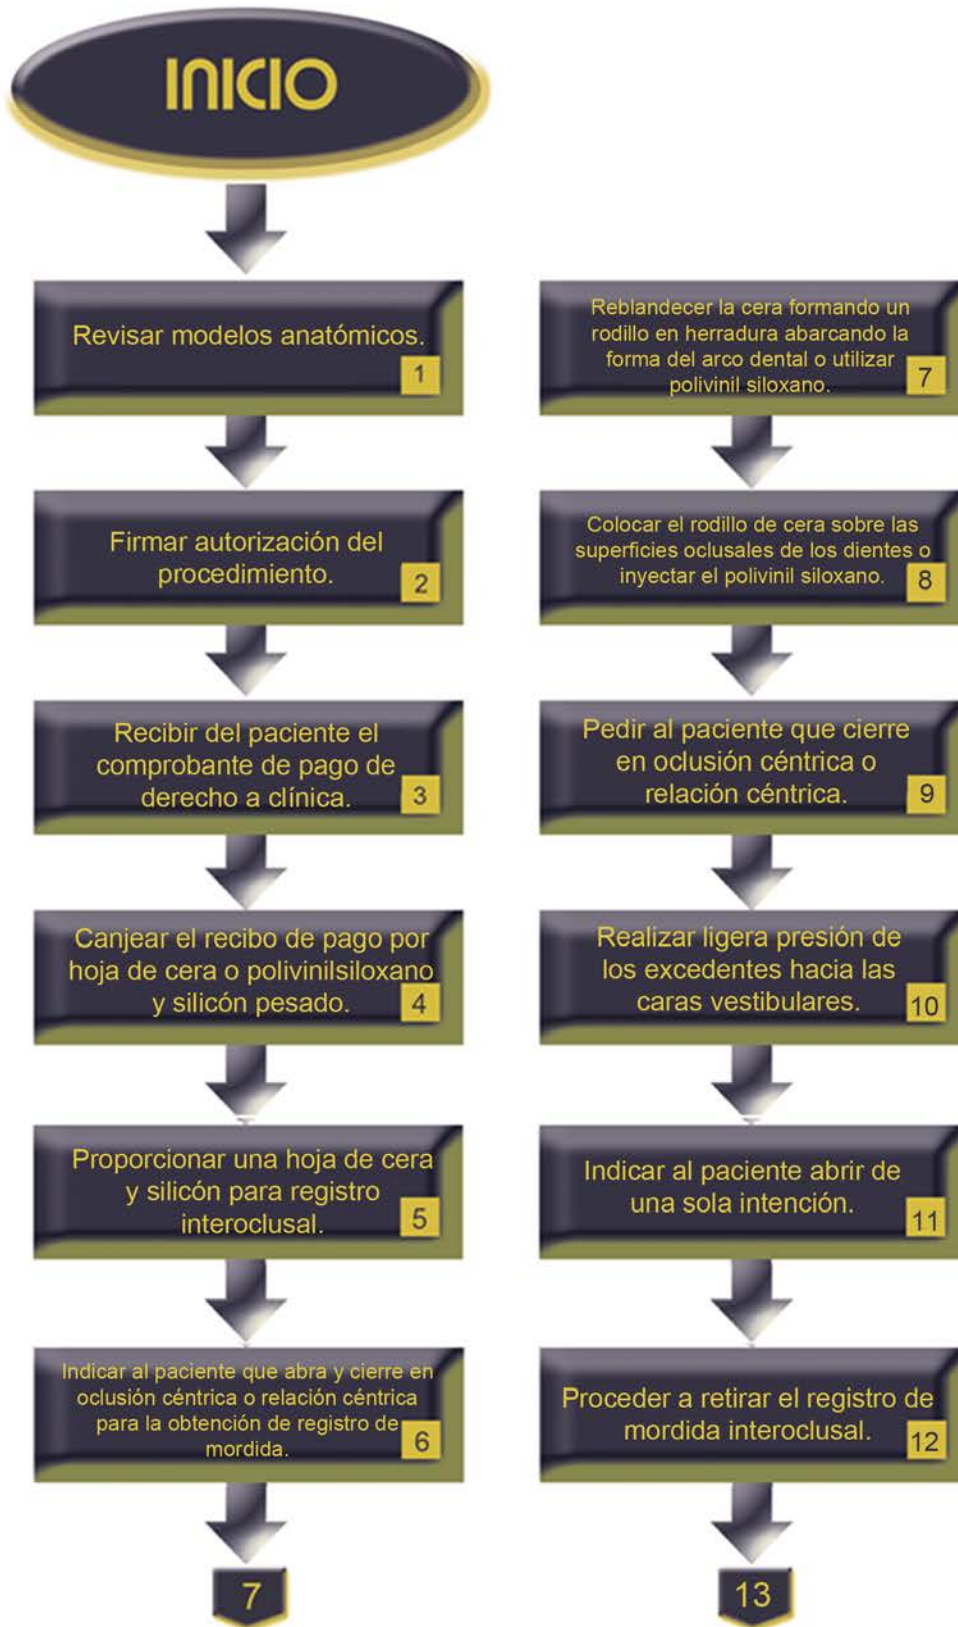 INICIO
Revisar modelos anatómicos.
1
Firmar autorización del
procedimiento.
2
Recibir del paciente el
comprobante de pago de
derecho a clínica.
3
Canjear el recibo de pago por
hoja de cera o polivinilsiloxano
y silicón pesado.
4
Proporcionar una hoja de cera
y silicón para registro
interoclusal.
5
Indicar al paciente que abra y cierre en
oclusión céntrica o relación céntrica
para la obtención de registro de
mordida.
6
7
Reblandecer la cera formando un
rodillo en herradura abarcando la
forma del arco dental o utilizar
polivinil siloxano.
7
Colocar el rodillo de cera sobre las
superficies oclusales de los dientes o
inyectar el polivinil siloxano.
8
Pedir al paciente que cierre
en oclusión céntrica o
relación céntrica.
9
Realizar ligera presión de
los excedentes hacia las
caras vestibulares.
10
Indicar al paciente abrir de
una sola intención.
11
Proceder a retirar el registro de
mordida interoclusal.
12
13